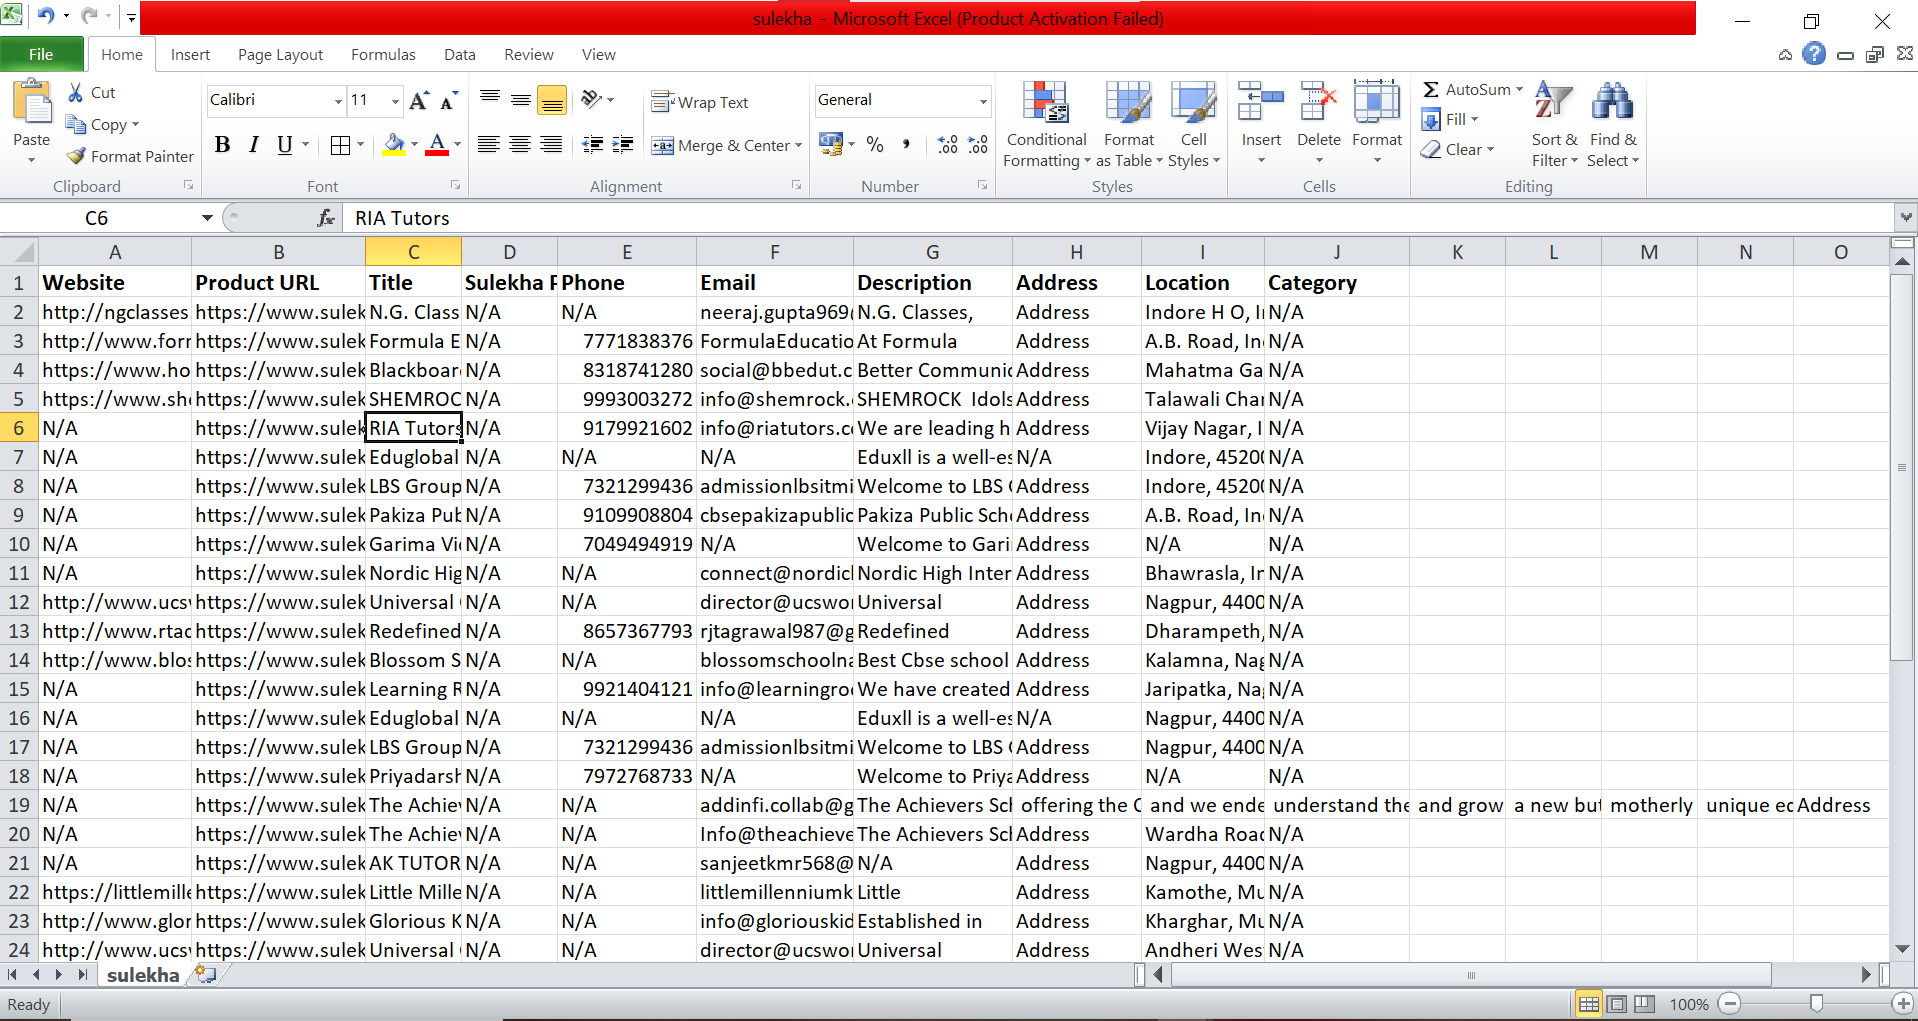 sulekha - Microsoft Excel (Product Activation Failed)
File Home Insert Page Layout Formulas Data Review View
Paste Cut Copy Format Painter Clipboard
Calibri 11 B I U Font
Wrap Text Merge & Center Alignment
General % , Number
Conditional Formatting Format as Table Cell Styles Styles
Insert Delete Format Cells
Σ AutoSum Fill Clear Sort & Filter Find & Select Editing
C6 fx RIA Tutors
A B C D E F G H I J K L M N O
1 Website Product URL Title Sulekha P Phone Email Description Address Location Category
2 http://ngclasses https://www.sulek N.G. Class N/A N/A neeraj.gupta969@ N.G. Classes, Address Indore H O, I N/A
3 http://www.forr https://www.sulek Formula E N/A 7771838376 FormulaEducatio At Formula Address A.B. Road, In N/A
4 https://www.ho https://www.sulek Blackboar N/A 8318741280 social@bbedut.c Better Communic Address Mahatma Ga N/A
5 https://www.she https://www.sulek SHEMROC N/A 9993003272 info@shemrock. SHEMROCK Idols Address Talawali Char N/A
6 N/A https://www.sulek RIA Tutors N/A 9179921602 info@riatutors.c We are leading h Address Vijay Nagar, I N/A
7 N/A https://www.sulek Eduglobal N/A N/A N/A Eduxll is a well-es N/A Indore, 4520 N/A
8 N/A https://www.sulek LBS Group N/A 7321299436 admissionlbsitmi Welcome to LBS Address Indore, 4520 N/A
9 N/A https://www.sulek Pakiza Pub N/A 9109908804 cbsepakizapublic Pakiza Public Sch Address A.B. Road, In N/A
10 N/A https://www.sulek Garima Vi N/A 7049494919 N/A Welcome to Gari Address N/A N/A
11 N/A https://www.sulek Nordic Hig N/A N/A connect@nordic Nordic High Inter Address Bhawrasla, In N/A
12 http://www.ucsw https://www.sulek Universal N/A N/A director@ucswor Universal Address Nagpur, 4400 N/A
13 http://www.rtac https://www.sulek Redefined N/A 8657367793 rjtagrawal987@g Redefined Address Dharampeth, N/A
14 http://www.blos https://www.sulek Blossom S N/A N/A blossomschoolna Best Cbse school Address Kalamna, Nag N/A
15 N/A https://www.sulek Learning R N/A 9921404121 info@learningroo We have created Address Jaripatka, Nag N/A
16 N/A https://www.sulek Eduglobal N/A N/A N/A Eduxll is a well-es N/A Nagpur, 4400 N/A
17 N/A https://www.sulek LBS Group N/A 7321299436 admissionlbsitmi Welcome to LBS Address Nagpur, 4400 N/A
18 N/A https://www.sulek Priyadarsh N/A 7972768733 N/A Welcome to Priya Address N/A N/A
19 N/A https://www.sulek The Achiev N/A N/A addinfi.collab@g The Achievers Sch offering the C and we ende understand the and grow a new but motherly unique ed Address
20 N/A https://www.sulek The Achiev N/A N/A Info@theachieve The Achievers Sch Address Wardha Road N/A
21 N/A https://www.sulek AK TUTOR N/A N/A sanjeetkmr568@ N/A Address Nagpur, 4400 N/A
22 https://littlemille https://www.sulek Little Mille N/A N/A littlemillenniumk Little Address Kamothe, Mu N/A
23 http://www.glor https://www.sulek Glorious K N/A N/A info@gloriouskid Established in Address Kharghar, Mu N/A
24 http://www.ucsw https://www.sulek Universal N/A N/A director@ucswor Universal Address Andheri Wes N/A
sulekha
Ready 100%